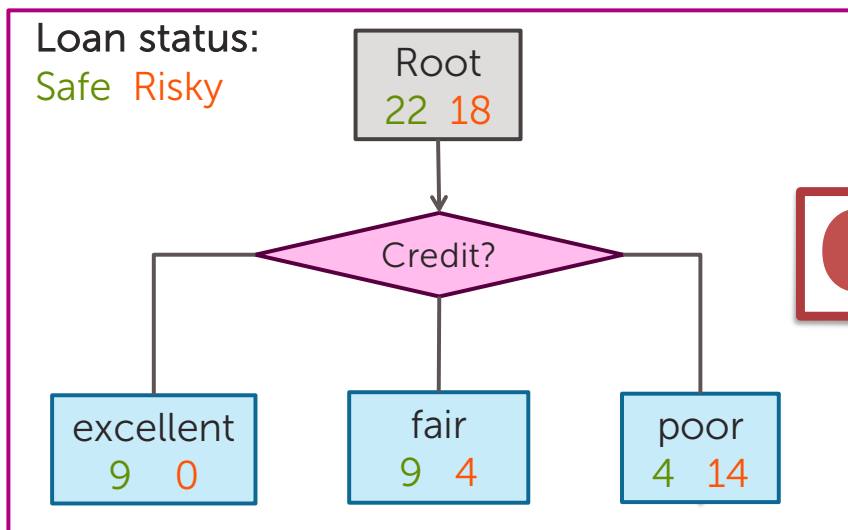 Loan status:
Safe Risky
Root
22 18
Credit?
excellent
9 0
fair
9 4
poor
4 14